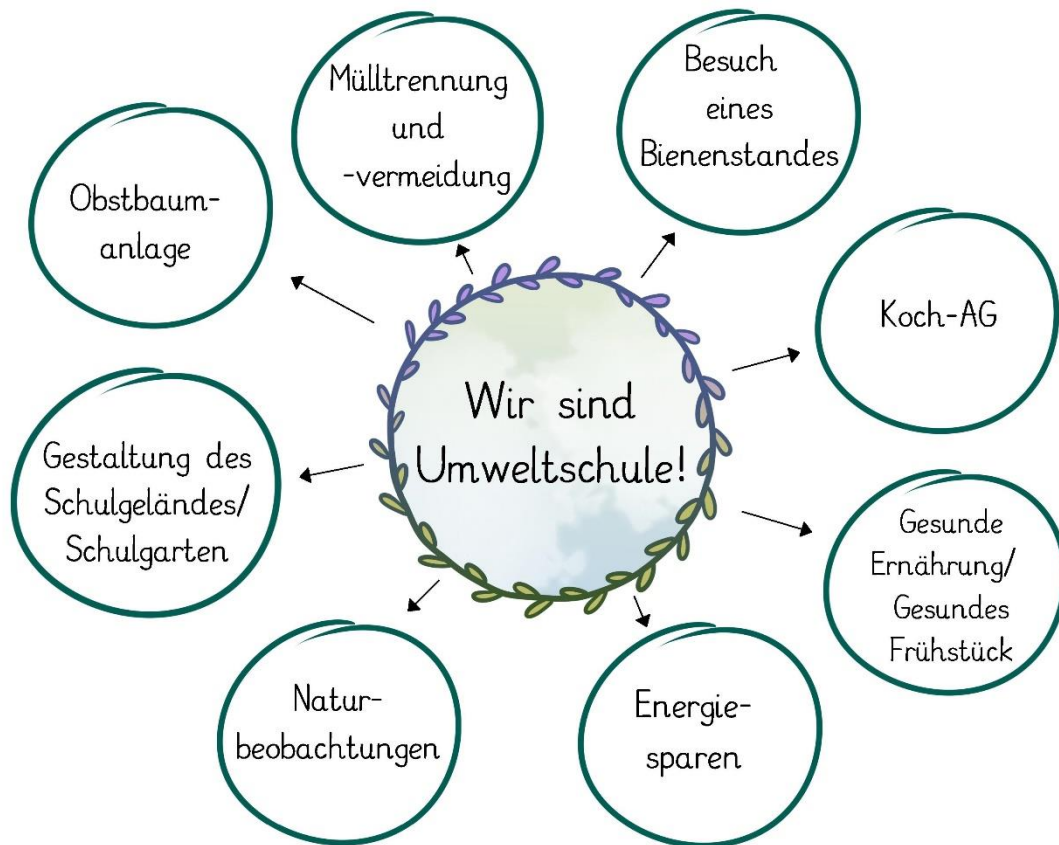 Wir sind
Umweltschule!
Mülltrennung
und
-vermeidung
Besuch
eines
Bienenstandes
Koch-AG
Gesunde
Ernährung/
Gesundes
Frühstück
Energie-
sparen
Natur-
beobachtungen
Gestaltung des
Schulgeländes/
Schulgarten
Obstbaum-
anlage